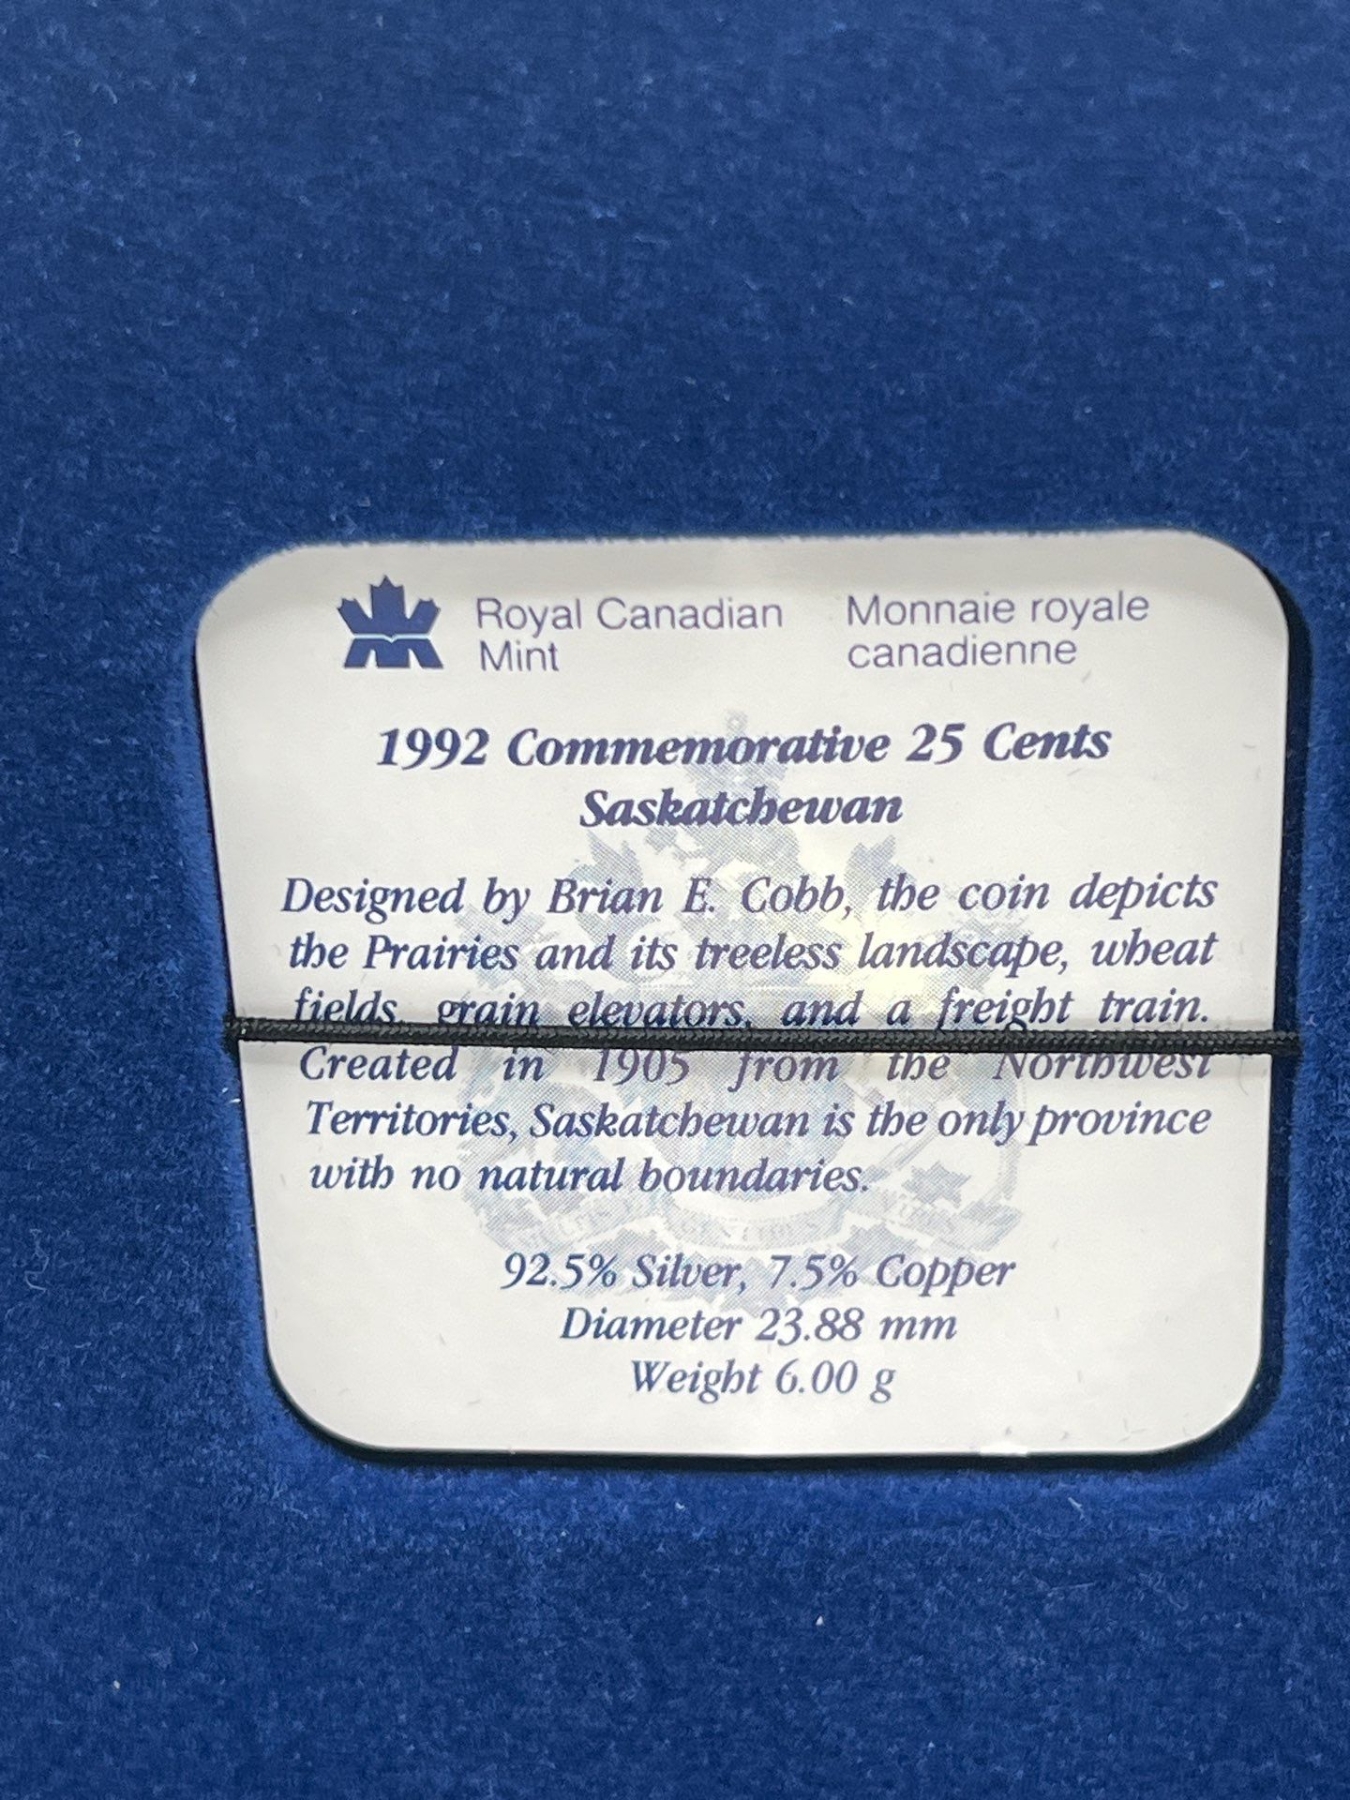 Royal Canadian Mint
Monnaie royale canadienne
1992 Commemorative 25 Cents
Saskatchewan
Designed by Brian E. Cobb, the coin depicts
the Prairies and its treeless landscape, wheat
fields, grain elevators, and a freight train.
Created in 1905 from the Northwest
Territories, Saskatchewan is the only province
with no natural boundaries.
92.5% Silver, 7.5% Copper
Diameter 23.88 mm
Weight 6.00 g